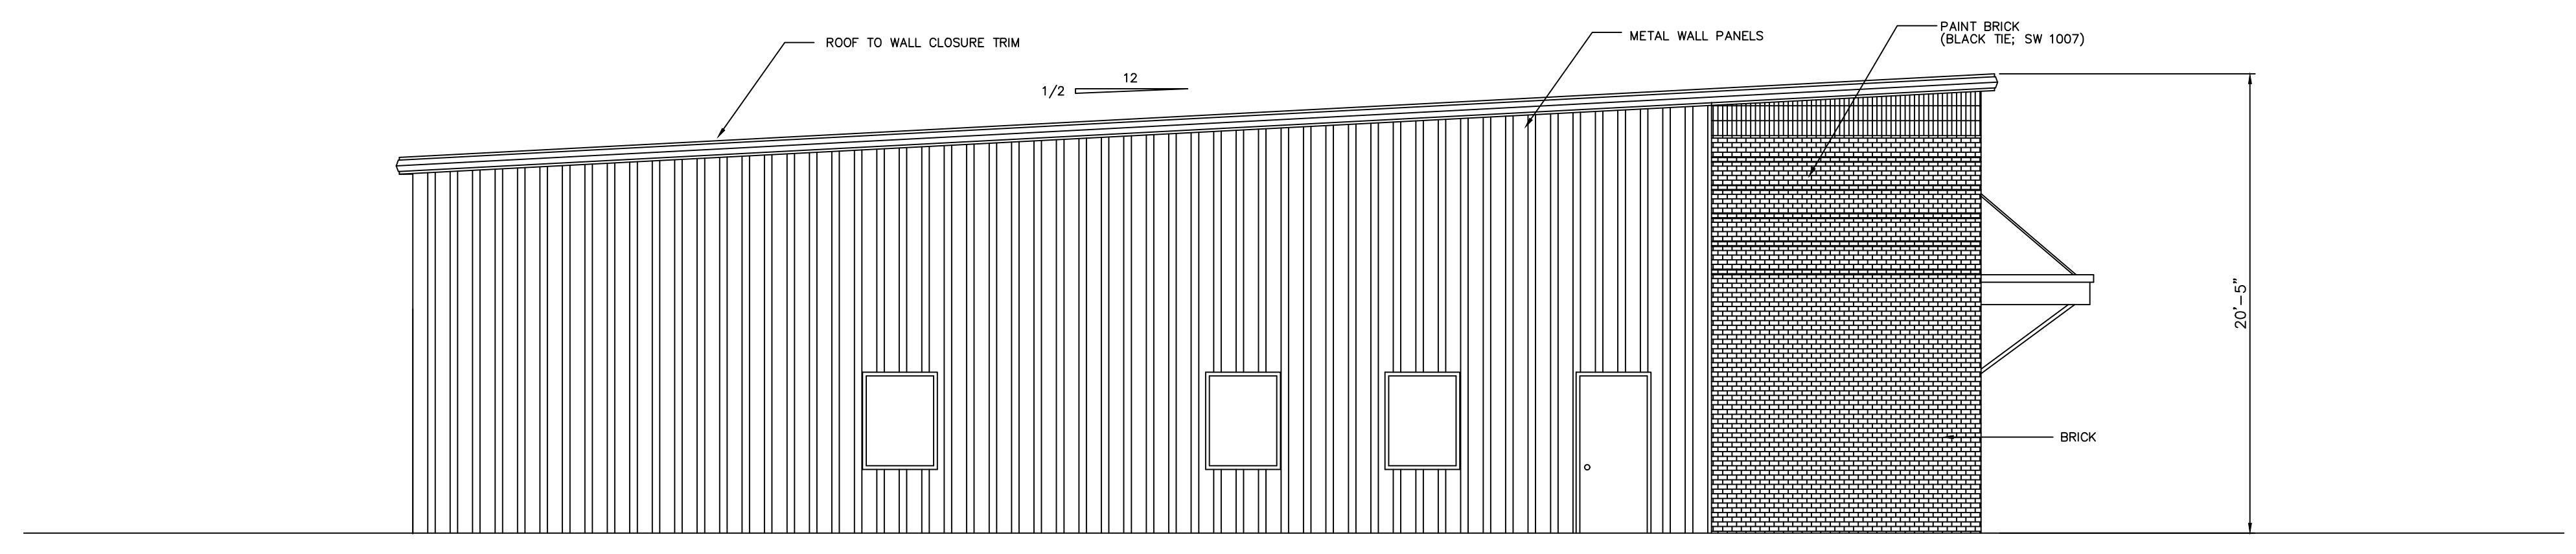 PAINT BRICK
(BLACK TIE; SW 1007)
METAL WALL PANELS
ROOF TO WALL CLOSURE TRIM
12
1/2
20'-5"
BRICK